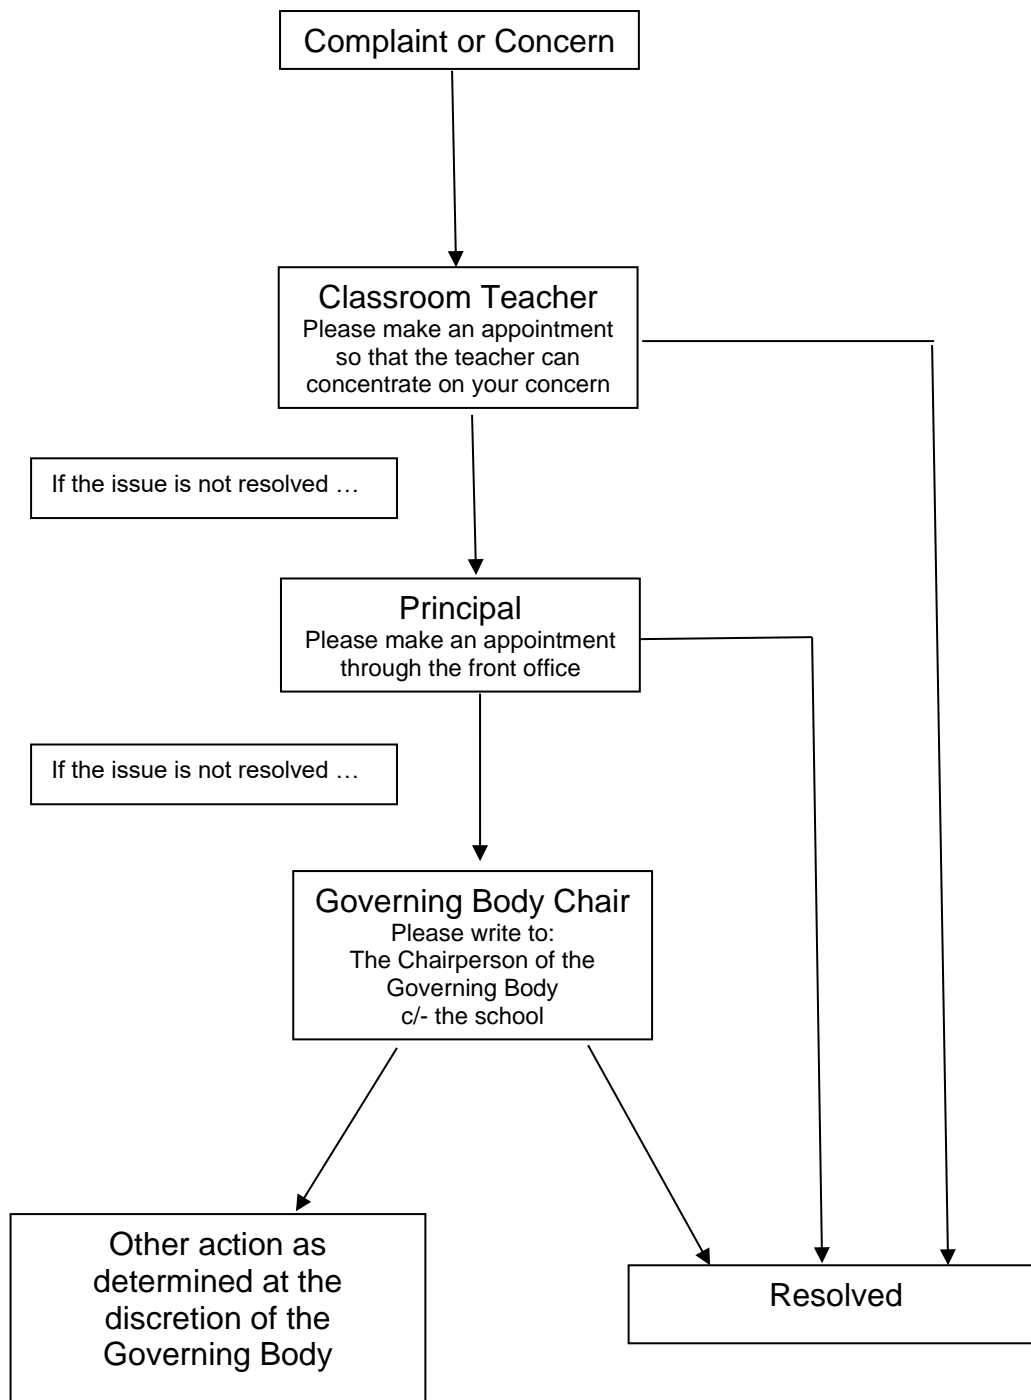 Complaint or Concern
Classroom Teacher
Please make an appointment
so that the teacher can
concentrate on your concern
If the issue is not resolved …
Principal
Please make an appointment
through the front office
If the issue is not resolved …
Governing Body Chair
Please write to:
The Chairperson of the
Governing Body
c/- the school
Other action as
determined at the
discretion of the
Governing Body
Resolved